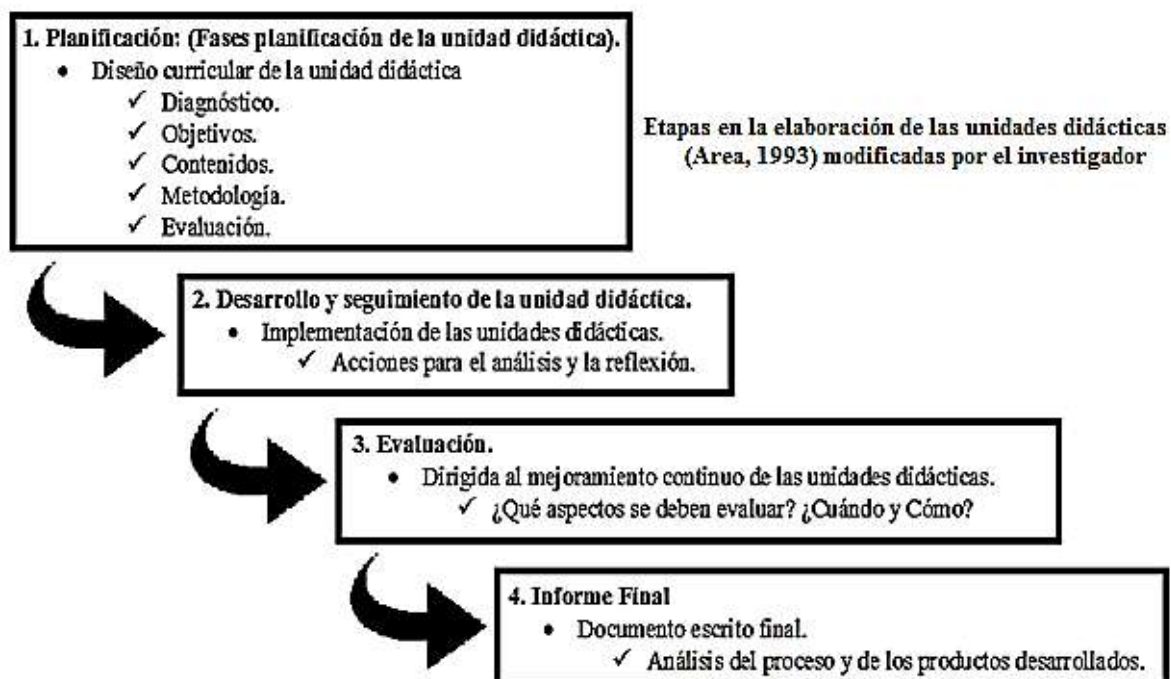 1. Planificación: (Fases planificación de la unidad didáctica).
• Diseño curricular de la unidad didáctica
✓ Diagnóstico.
✓ Objetivos.
✓ Contenidos.
✓ Metodología.
✓ Evaluación.
Etapas en la elaboración de las unidades didácticas
(Area, 1993) modificadas por el investigador
2. Desarrollo y seguimiento de la unidad didáctica.
• Implementación de las unidades didácticas.
✓ Acciones para el análisis y la reflexión.
3. Evaluación.
• Dirigida al mejoramiento continuo de las unidades didácticas.
✓ ¿Qué aspectos se deben evaluar? ¿Cuándo y Cómo?
4. Informe Final
• Documento escrito final.
✓ Análisis del proceso y de los productos desarrollados.